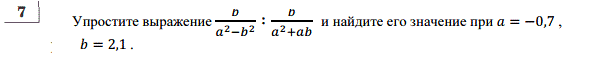 7
Упростите выражение b/(a²−b²) : b/(a²+ab) и найдите его значение при a = −0,7 ,
b = 2,1 .